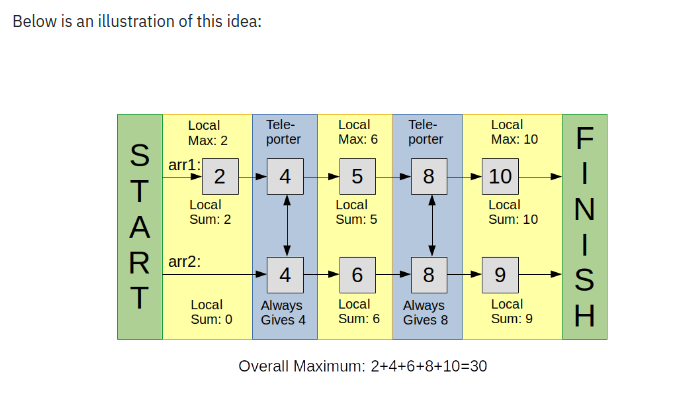 Below is an illustration of this idea:
START
Local
Max: 2
Tele-
porter
Local
Max: 6
Tele-
porter
Local
Max: 10
FINISH
arr1:
2
4
5
8
10
Local
Sum: 2
Local
Sum: 5
Local
Sum: 10
arr2:
4
6
8
9
Local
Sum: 0
Always
Gives 4
Local
Sum: 6
Always
Gives 8
Local
Sum: 9
Overall Maximum: 2+4+6+8+10=30